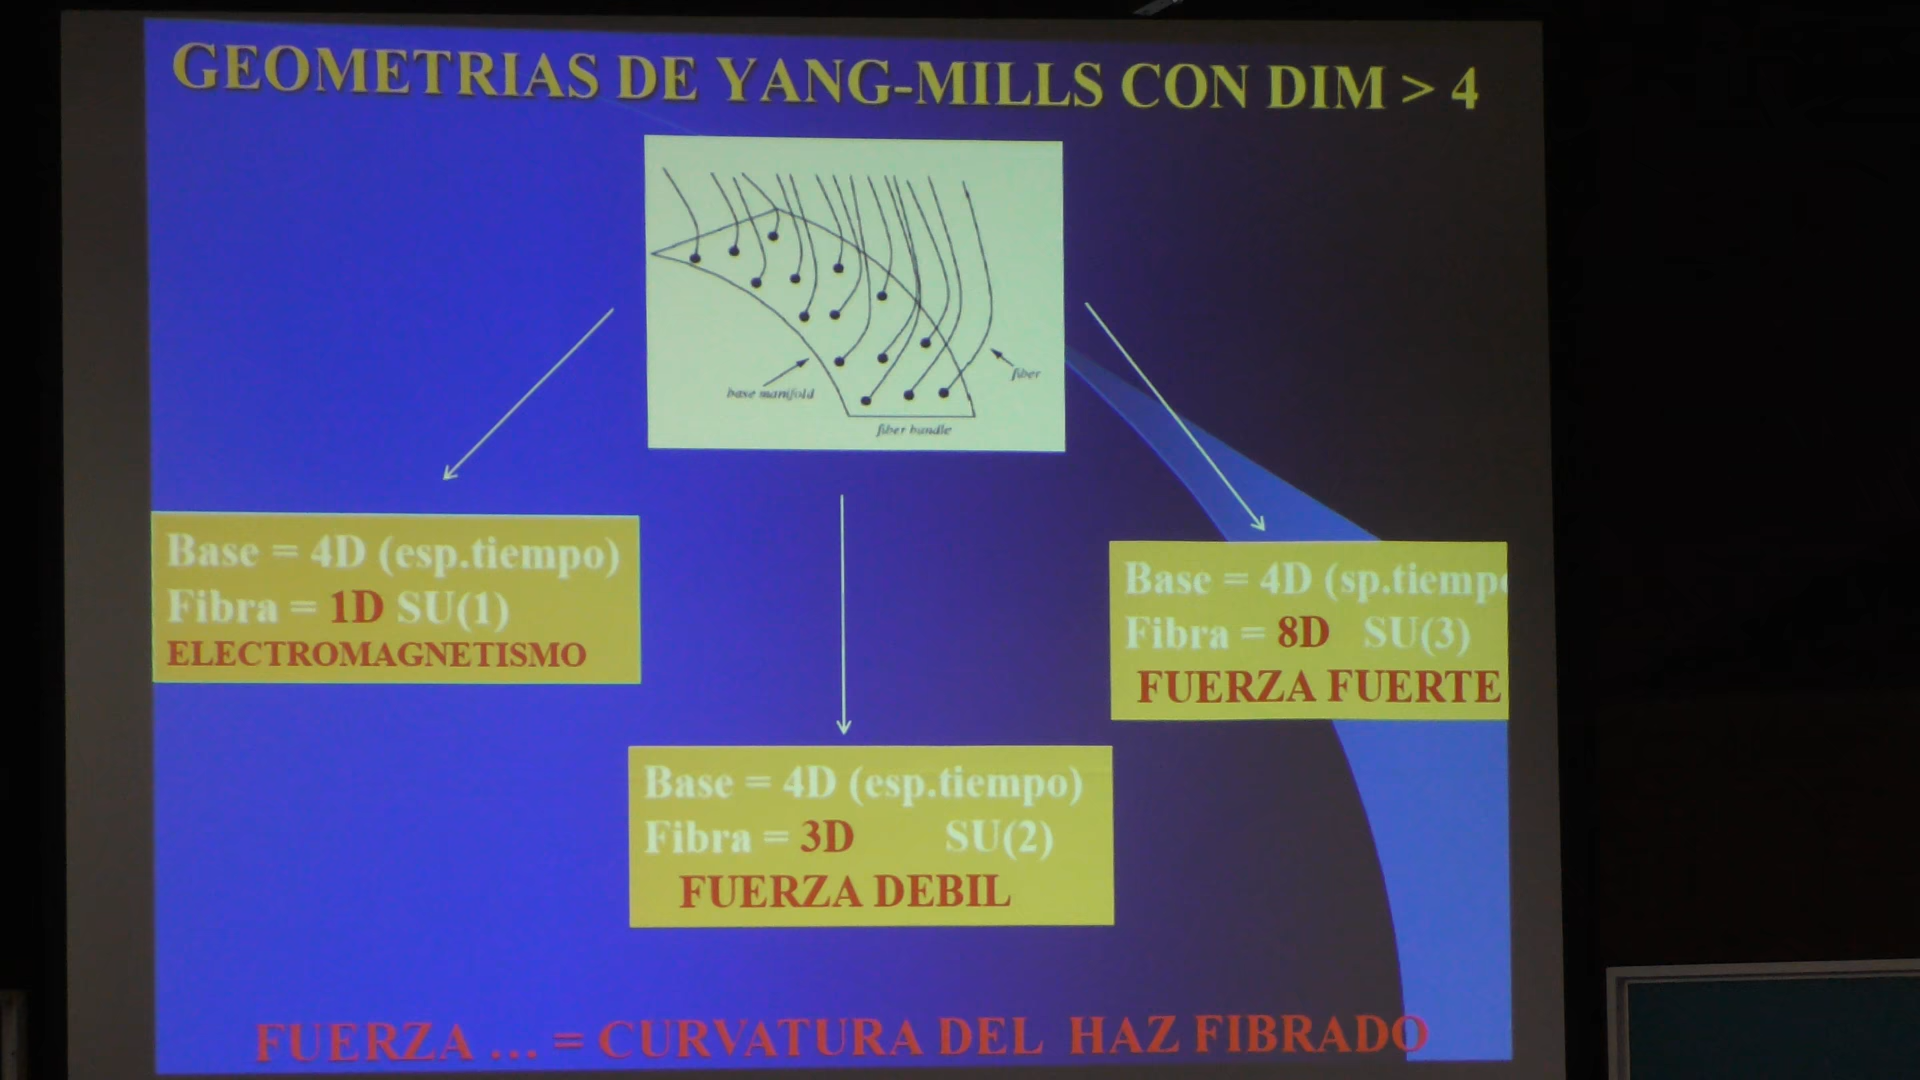 GEOMETRIAS DE YANG-MILLS CON DIM > 4
base manifold
fiber
fiber bundle
Base = 4D (esp.tiempo)
Fibra = 1D SU(1)
ELECTROMAGNETISMO
Base = 4D (esp.tiempo)
Fibra = 3D SU(2)
FUERZA DEBIL
Base = 4D (sp.tiempo
Fibra = 8D SU(3)
FUERZA FUERTE
FUERZA ... = CURVATURA DEL HAZ FIBRADO